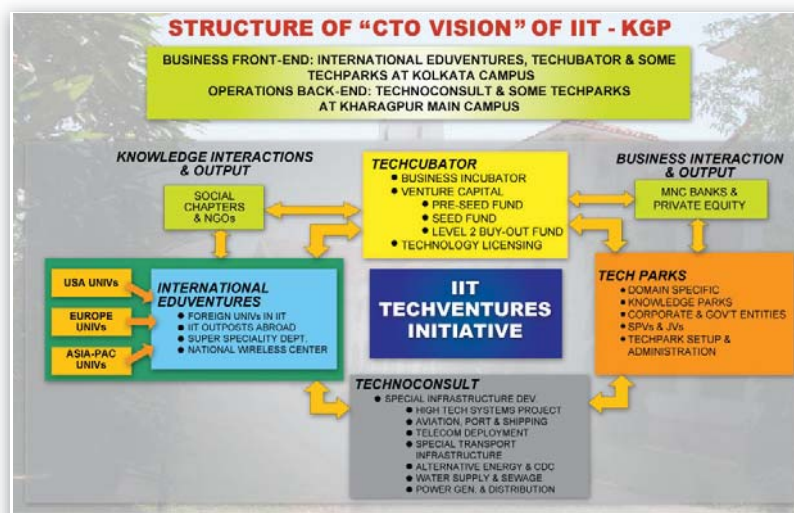 STRUCTURE OF “CTO VISION” OF IIT - KGP
BUSINESS FRONT-END: INTERNATIONAL EDUVENTURES, TECHUBATOR & SOME
TECHPARKS AT KOLKATA CAMPUS
OPERATIONS BACK-END: TECHNOCONSULT & SOME TECHPARKS
AT KHARAGPUR MAIN CAMPUS
KNOWLEDGE INTERACTIONS
& OUTPUT
SOCIAL
CHAPTERS
& NGOs
TECHCUBATOR
● BUSINESS INCUBATOR
● VENTURE CAPITAL
● PRE-SEED FUND
● SEED FUND
● LEVEL 2 BUY-OUT FUND
● TECHNOLOGY LICENSING
BUSINESS INTERACTION
& OUTPUT
MNC BANKS &
PRIVATE EQUITY
USA UNIVs
EUROPE
UNIVs
ASIA-PAC
UNIVs
INTERNATIONAL
EDUVENTURES
● FOREIGN UNIVs IN IIT
● IIT OUTPOSTS ABROAD
● SUPER SPECIALITY DEPT.
● NATIONAL WIRELESS CENTER
IIT
TECHVENTURES
INITIATIVE
TECH PARKS
● DOMAIN SPECIFIC
● KNOWLEDGE PARKS
● CORPORATE & GOV'T ENTITIES
● SPVs & JVs
● TECHPARK SETUP &
ADMINISTRATION
TECHNOCONSULT
● SPECIAL INFRASTRUCTURE DEV.
● HIGH TECH SYSTEMS PROJECT
● AVIATION, PORT & SHIPPING
● TELECOM DEPLOYMENT
● SPECIAL TRANSPORT
INFRASTRUCTURE
● ALTERNATIVE ENERGY & CDC
● WATER SUPPLY & SEWAGE
● POWER GEN. & DISTRIBUTION